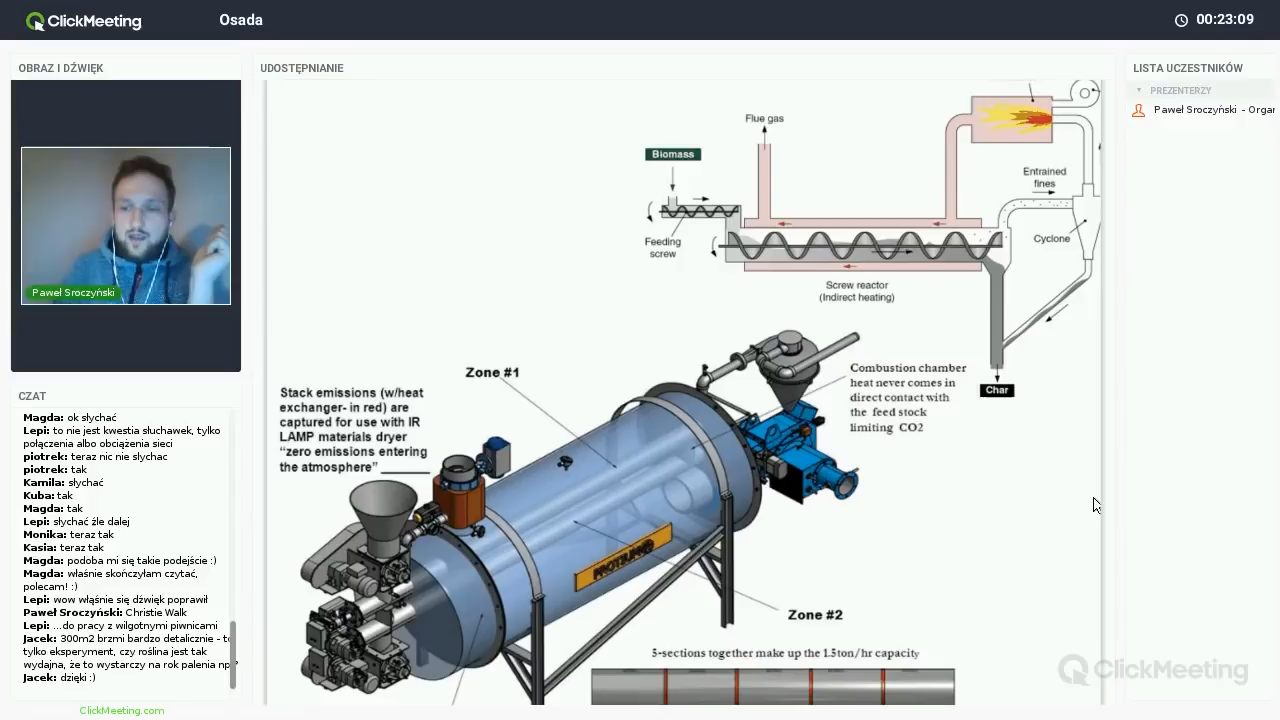 ClickMeeting
Osada
00:23:09
OBRAZ I DŹWIĘK
Paweł Sroczyński
CZAT
Magda: ok słychać
Lepi: to nie jest kwestia słuchawek, tylko
połączenia albo obciążenia sieci
piotrek: teraz nic nie slychac
piotrek: tak
Kamila: słychać
Kuba: tak
Magda: tak
Lepi: słychać źle dalej
Monika: teraz tak
Kasia: teraz tak
Magda: podoba mi się takie podejście :)
Magda: właśnie skończyłam czytać,
polecam! :)
Lepi: wow włąśnie się dźwięk poprawił
Paweł Sroczyński: Christie Walk
Lepi: ...do pracy z wilgotnymi piwnicami
Jacek: 300m2 brzmi bardzo detalicznie - to
tylko eksperyment, czy roślina jest tak
wydajna, że to wystarczy na rok palenia np?
Jacek: dzięki :)
ClickMeeting.com
UDOSTĘPNIANIE
Flue gas
Biomass
Feeding
screw
Entrained
fines
Cyclone
Screw reactor
(Indirect heating)
Char
Zone #1
Stack emissions (w/heat
exchanger- in red) are
captured for use with IR
LAMP materials dryer
“zero emissions entering
the atmosphere”
Combustion chamber
heat never comes in
direct contact with
the feed stock
limiting CO2
Zone #2
5-sections together make up the 1.5ton/hr capacity
ClickMeeting
LISTA UCZESTNIKÓW
PREZENTERZY
Paweł Sroczyński - Organ